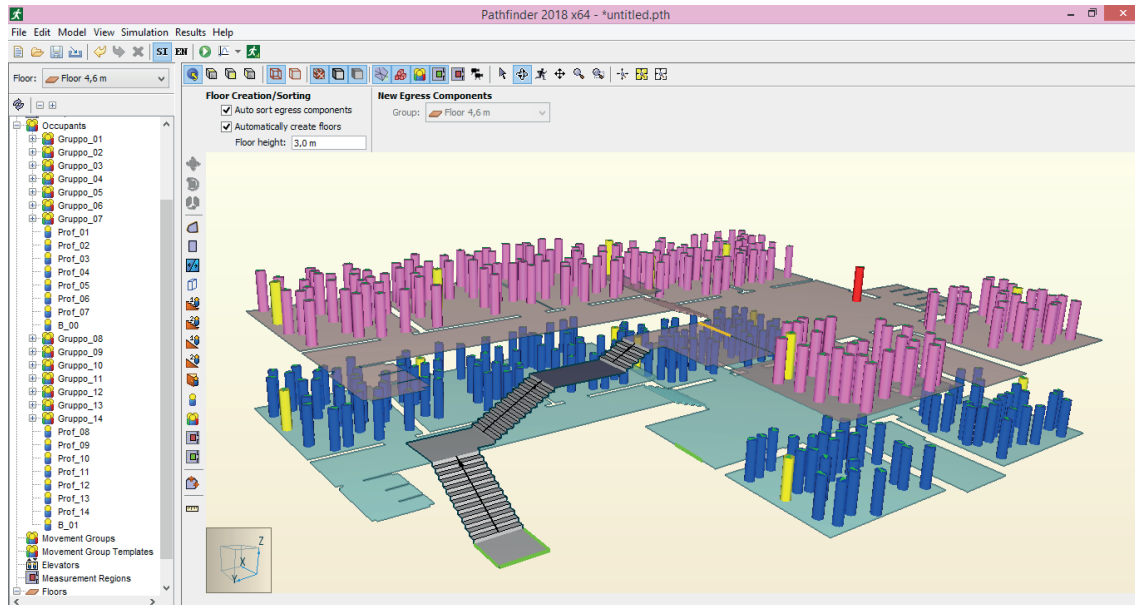 Pathfinder 2018 x64 - *untitled.pth
File Edit Model View Simulation Results Help
SI EN
Floor: Floor 4,6 m
Floor Creation/Sorting
New Egress Components
Auto sort egress components
Group: Floor 4,6 m
Automatically create floors
Floor height: 3,0 m
Occupants
Gruppo_01
Gruppo_02
Gruppo_03
Gruppo_04
Gruppo_05
Gruppo_06
Gruppo_07
Prof_01
Prof_02
Prof_03
Prof_04
Prof_05
Prof_06
Prof_07
B_00
Gruppo_08
Gruppo_09
Gruppo_10
Gruppo_11
Gruppo_12
Gruppo_13
Gruppo_14
Prof_08
Prof_09
Prof_10
Prof_11
Prof_12
Prof_13
Prof_14
B_01
Movement Groups
Movement Group Templates
Elevators
Measurement Regions
Floors
Z
X
Y